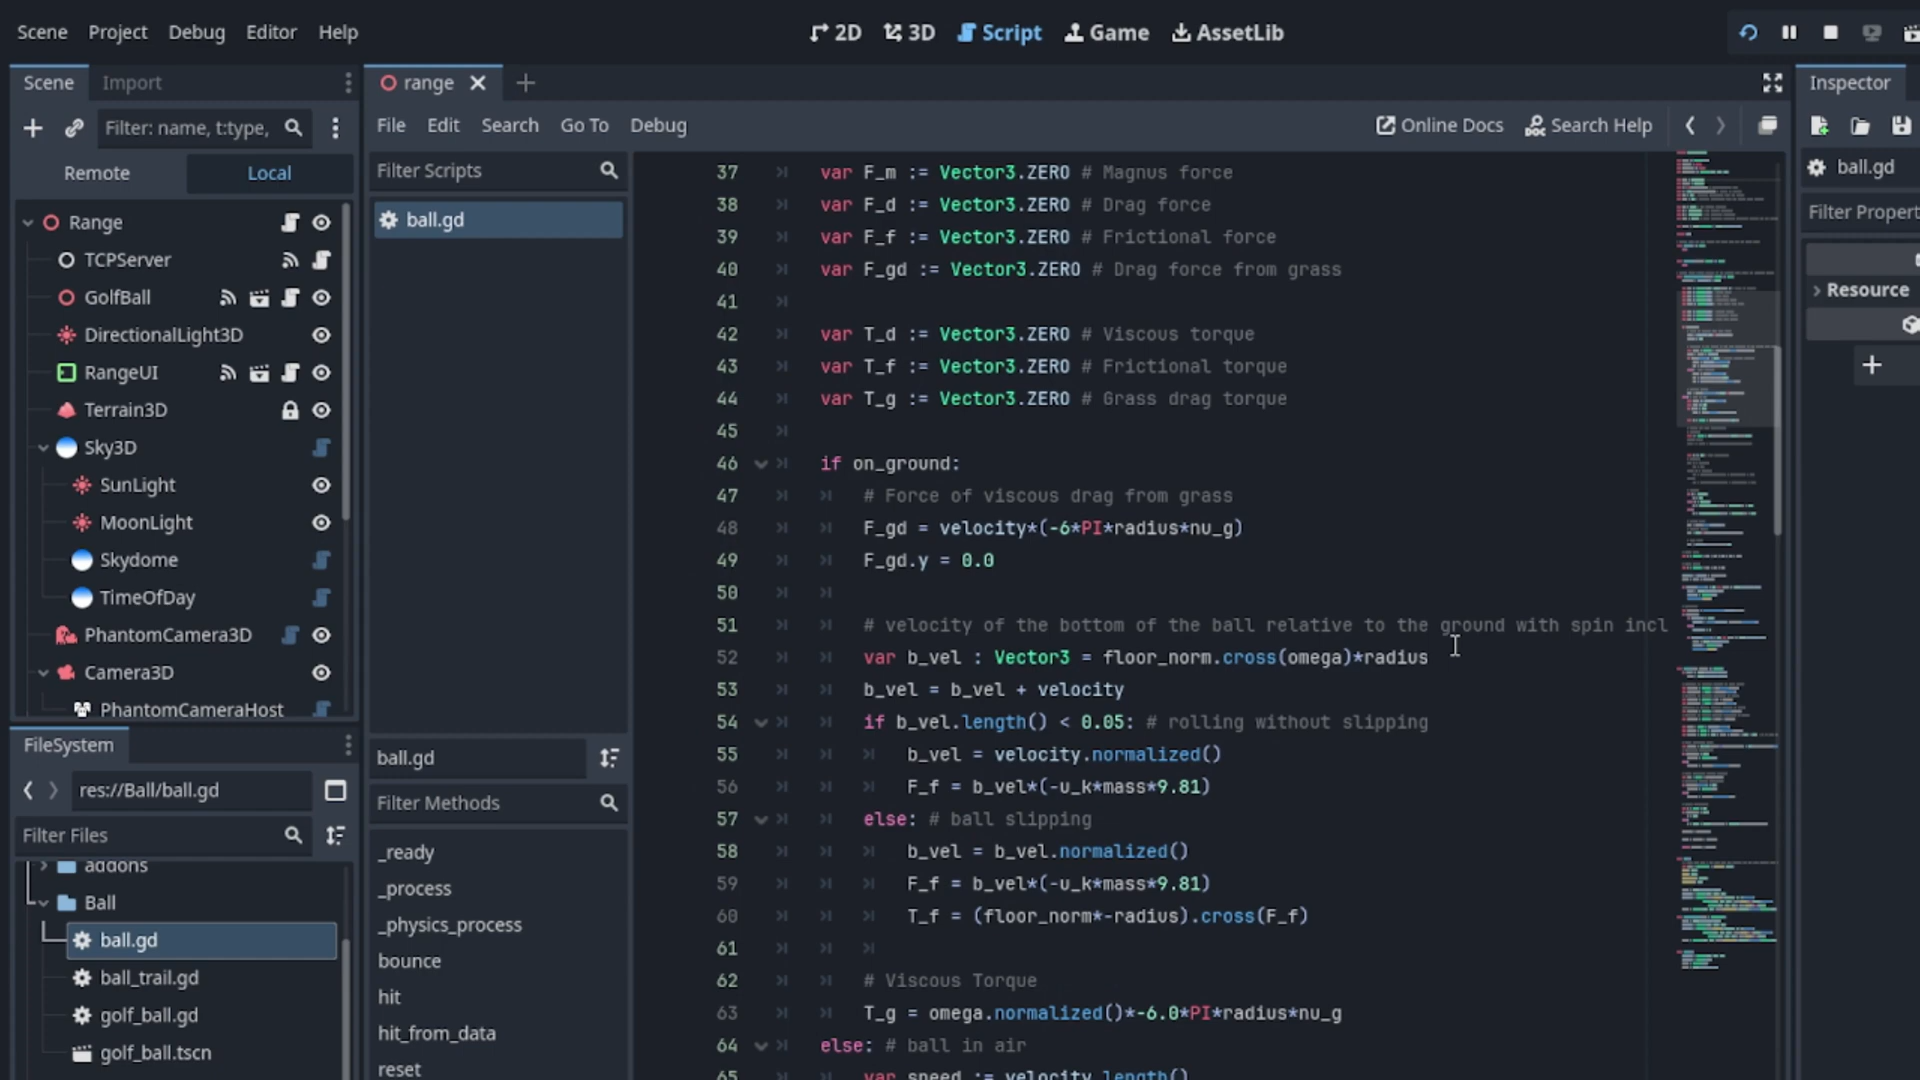 Scene Project Debug Editor Help
2D 3D Script Game AssetLib
Scene Import
Filter: name, t:type,
Remote Local
Range
TCPServer
GolfBall
DirectionalLight3D
RangeUI
Terrain3D
Sky3D
SunLight
MoonLight
Skydome
TimeOfDay
PhantomCamera3D
Camera3D
PhantomCameraHost
FileSystem
res://Ball/ball.gd
Filter Files
addons
Ball
ball.gd
ball_trail.gd
golf_ball.gd
golf_ball.tscn
range
File Edit Search Go To Debug
Online Docs Search Help
Filter Scripts
ball.gd
ball.gd
Filter Methods
_ready
_process
_physics_process
bounce
hit
hit_from_data
reset
37 var F_m := Vector3.ZERO # Magnus force
38 var F_d := Vector3.ZERO # Drag force
39 var F_f := Vector3.ZERO # Frictional force
40 var F_gd := Vector3.ZERO # Drag force from grass
41
42 var T_d := Vector3.ZERO # Viscous torque
43 var T_f := Vector3.ZERO # Frictional torque
44 var T_g := Vector3.ZERO # Grass drag torque
45
46 if on_ground:
47 # Force of viscous drag from grass
48 F_gd = velocity*(-6*PI*radius*nu_g)
49 F_gd.y = 0.0
50
51 # velocity of the bottom of the ball relative to the ground with spin incl
52 var b_vel : Vector3 = floor_norm.cross(omega)*radius
53 b_vel = b_vel + velocity
54 if b_vel.length() < 0.05: # rolling without slipping
55 b_vel = velocity.normalized()
56 F_f = b_vel*(-u_k*mass*9.81)
57 else: # ball slipping
58 b_vel = b_vel.normalized()
59 F_f = b_vel*(-u_k*mass*9.81)
60 T_f = (floor_norm*-radius).cross(F_f)
61
62 # Viscous Torque
63 T_g = omega.normalized()*-6.0*PI*radius*nu_g
64 else: # ball in air
65 var speed := velocity.length()
Inspector
ball.gd
Filter Propert
Resource